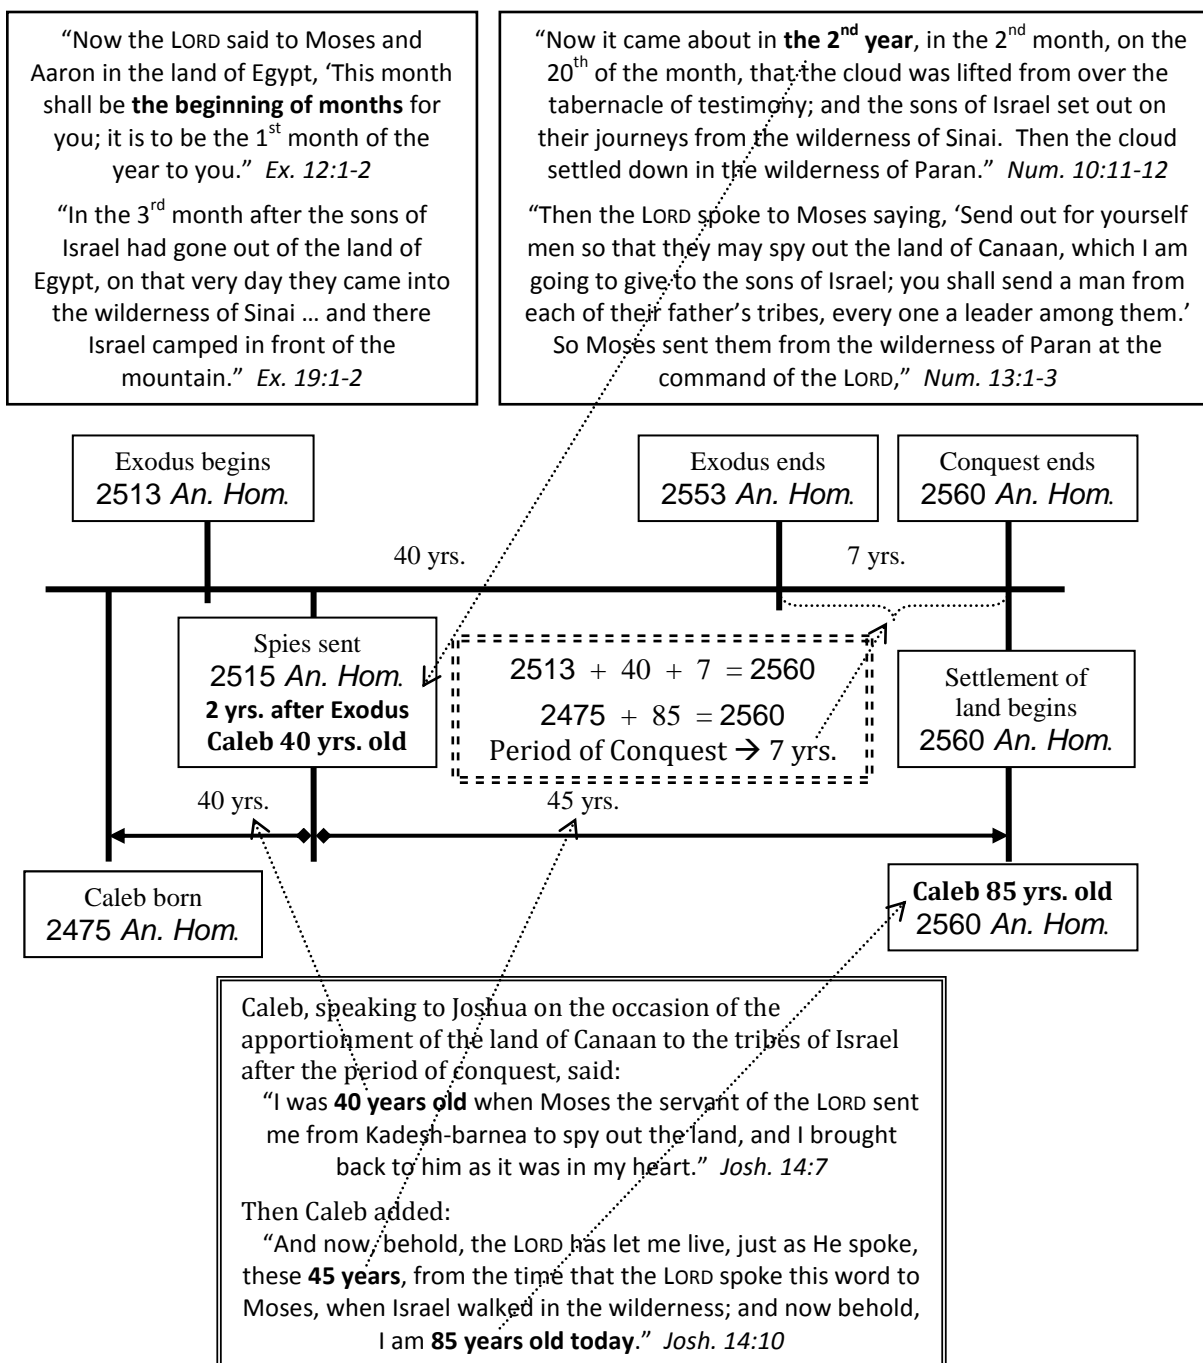 “Now the LORD said to Moses and
Aaron in the land of Egypt, ‘This month
shall be the beginning of months for
you; it is to be the 1st month of the
year to you.” Ex. 12:1-2
“In the 3rd month after the sons of
Israel had gone out of the land of
Egypt, on that very day they came into
the wilderness of Sinai … and there
Israel camped in front of the
mountain.” Ex. 19:1-2
“Now it came about in the 2nd year, in the 2nd month, on the
20th of the month, that the cloud was lifted from over the
tabernacle of testimony; and the sons of Israel set out on
their journeys from the wilderness of Sinai. Then the cloud
settled down in the wilderness of Paran.” Num. 10:11-12
“Then the LORD spoke to Moses saying, ‘Send out for yourself
men so that they may spy out the land of Canaan, which I am
going to give to the sons of Israel; you shall send a man from
each of their father’s tribes, every one a leader among them.’
So Moses sent them from the wilderness of Paran at the
command of the LORD,” Num. 13:1-3
Exodus begins
2513 An. Hom.
Exodus ends
2553 An. Hom.
Conquest ends
2560 An. Hom.
40 yrs.
7 yrs.
Spies sent
2515 An. Hom.
2 yrs. after Exodus
Caleb 40 yrs. old
2513 + 40 + 7 = 2560
2475 + 85 = 2560
Period of Conquest → 7 yrs.
Settlement of
land begins
2560 An. Hom.
40 yrs.
45 yrs.
Caleb born
2475 An. Hom.
Caleb 85 yrs. old
2560 An. Hom.
Caleb, speaking to Joshua on the occasion of the
apportionment of the land of Canaan to the tribes of Israel
after the period of conquest, said:
“I was 40 years old when Moses the servant of the LORD sent
me from Kadesh-barnea to spy out the land, and I brought
back to him as it was in my heart.” Josh. 14:7
Then Caleb added:
“And now, behold, the LORD has let me live, just as He spoke,
these 45 years, from the time that the LORD spoke this word to
Moses, when Israel walked in the wilderness; and now behold,
I am 85 years old today.” Josh. 14:10